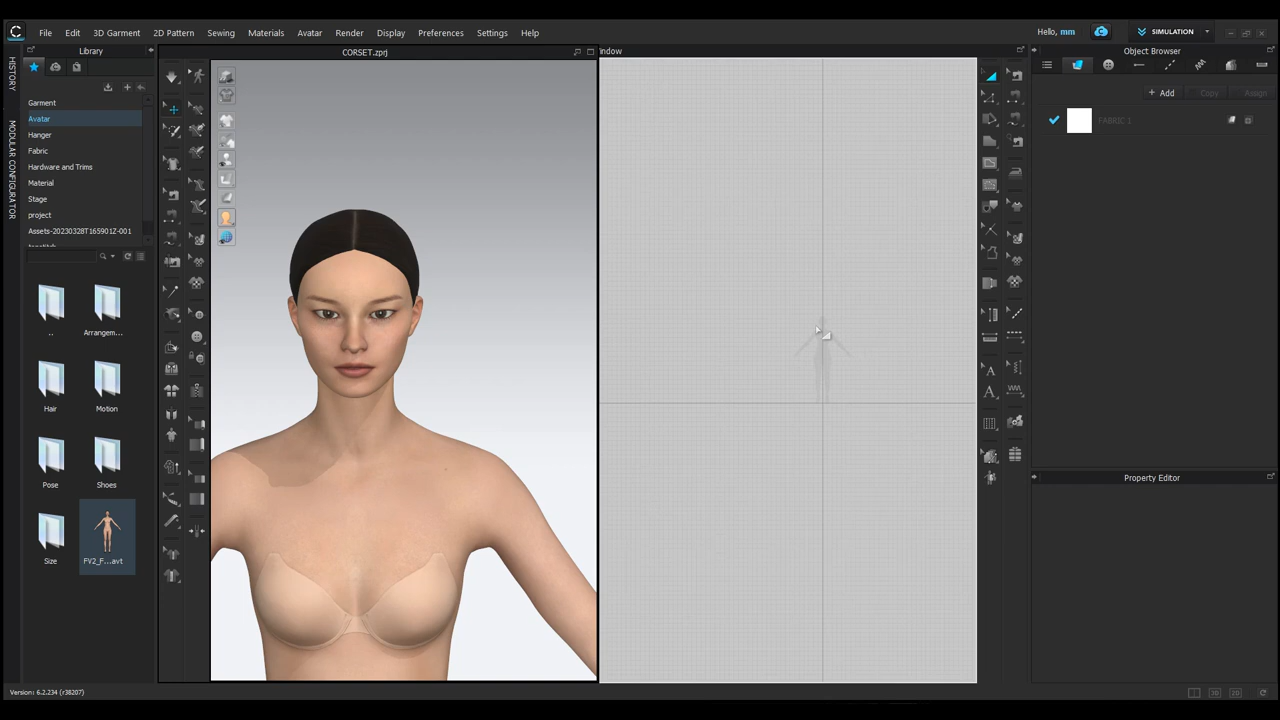 File Edit 3D Garment 2D Pattern Sewing Materials Avatar Render Display Preferences Settings Help
Hello, mm
SIMULATION
HISTORY
MODULAR CONFIGURATOR
Library
CORSET.zprj
indow
Object Browser
Garment
Avatar
Hanger
Fabric
Hardware and Trims
Material
Stage
project
Assets-20230328T165901Z-001
+ Add Copy Assign
FABRIC 1
..
Arrangem...
Hair
Motion
Pose
Shoes
Size
FV2_F...avt
Property Editor
A
A
Version: 6.2.234 (r38207)
3D 2D